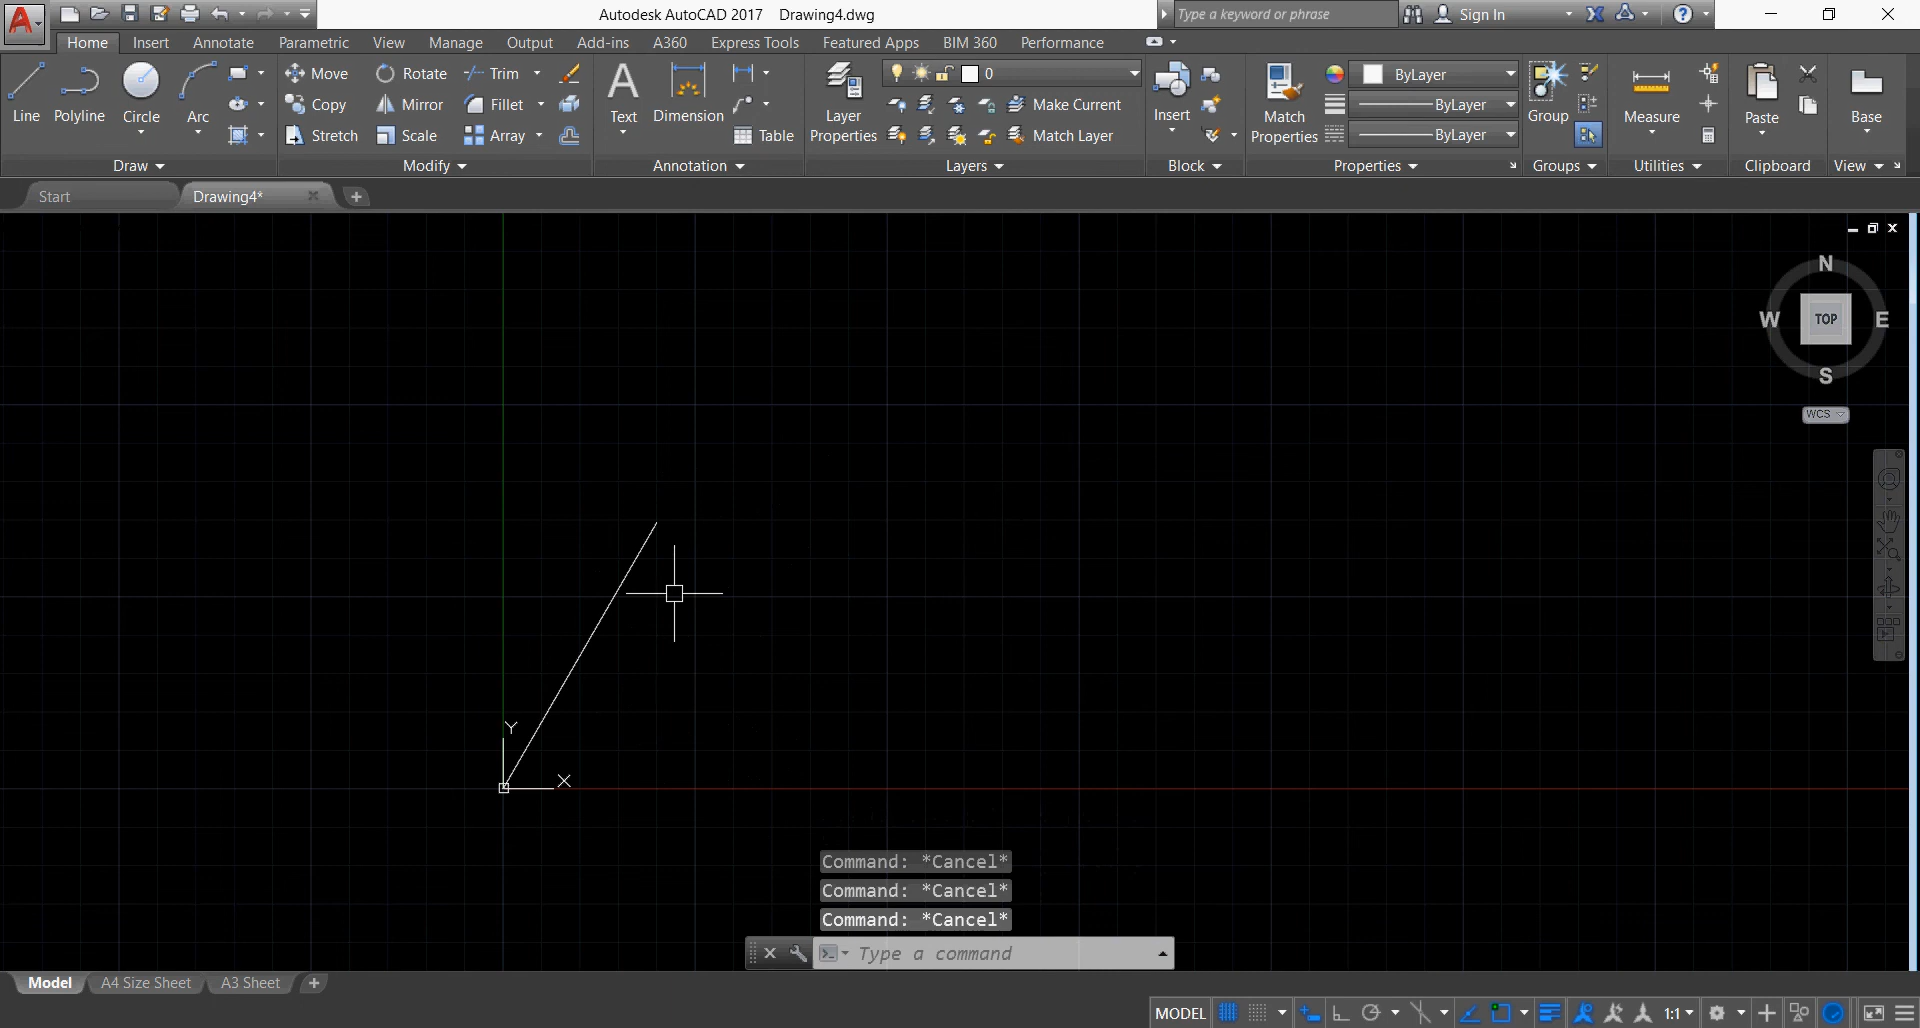 Autodesk AutoCAD 2017 Drawing4.dwg
Type a keyword or phrase
Sign In
Home Insert Annotate Parametric View Manage Output Add-ins A360 Express Tools Featured Apps BIM 360 Performance
Line Polyline Circle Arc
Draw
Move Rotate Trim
Copy Mirror Fillet
Stretch Scale Array
Modify
Text Dimension Table
Annotation
Layer Properties
0
Make Current
Match Layer
Layers
Insert
Block
Match Properties
ByLayer
ByLayer
ByLayer
Properties
Group
Groups
Measure
Utilities
Paste
Clipboard
Base
View
Start Drawing4*
N
W TOP E
S
WCS
Y
X
Command: *Cancel*
Command: *Cancel*
Command: *Cancel*
Type a command
Model A4 Size Sheet A3 Sheet
MODEL 1:1